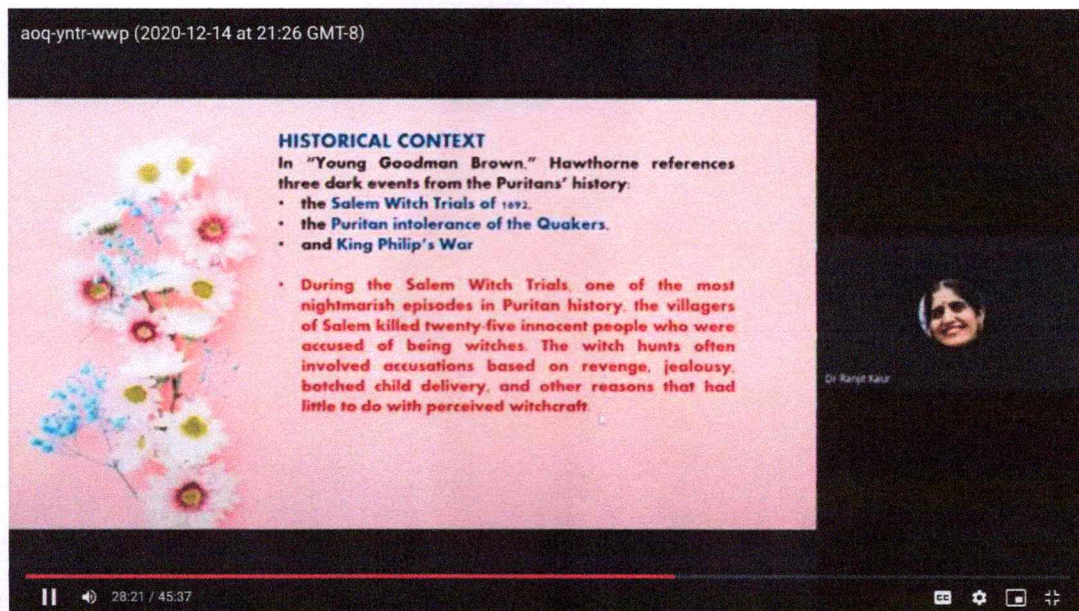 aoq-yntr-wwp (2020-12-14 at 21:26 GMT-8)
HISTORICAL CONTEXT
In "Young Goodman Brown," Hawthorne references
three dark events from the Puritans' history:
• the Salem Witch Trials of 1692,
• the Puritan intolerance of the Quakers,
• and King Philip's War
• During the Salem Witch Trials, one of the most
nightmarish episodes in Puritan history, the villagers
of Salem killed twenty-five innocent people who were
accused of being witches. The witch hunts often
involved accusations based on revenge, jealousy,
botched child delivery, and other reasons that had
little to do with perceived witchcraft.
Dr Ranjit Kaur
28:21 / 45:37
CC